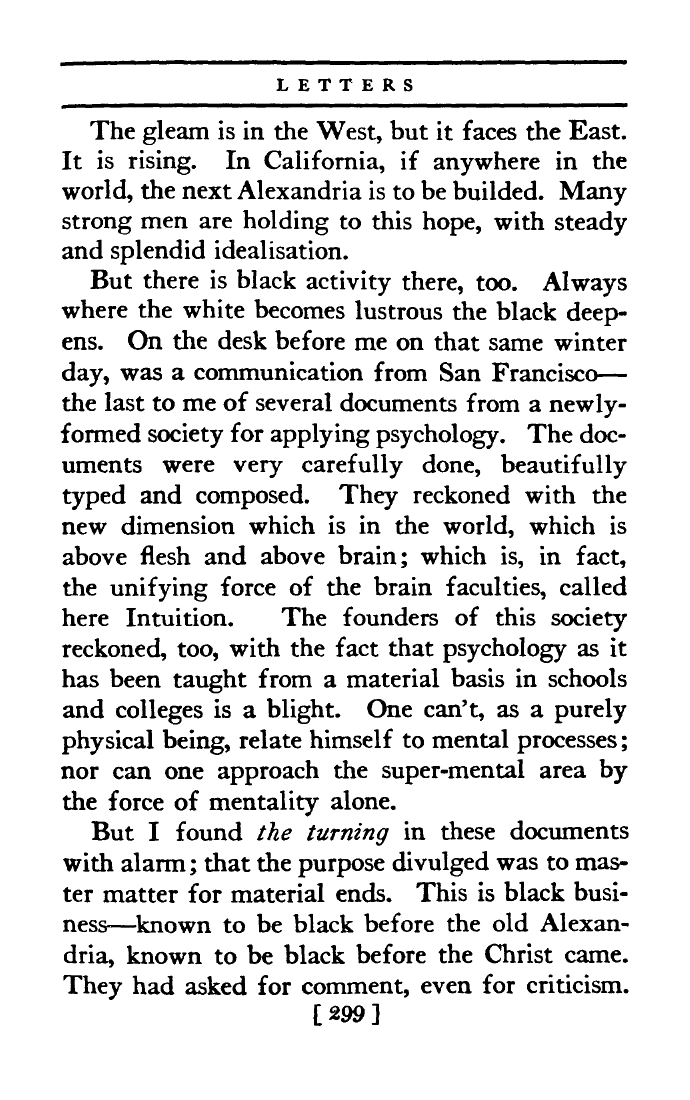 LETTERS
The gleam is in the West, but it faces the East.
It is rising. In California, if anywhere in the
world, the next Alexandria is to be builded. Many
strong men are holding to this hope, with steady
and splendid idealisation.
But there is black activity there, too. Always
where the white becomes lustrous the black deep-
ens. On the desk before me on that same winter
day, was a communication from San Francisco—
the last to me of several documents from a newly-
formed society for applying psychology. The doc-
uments were very carefully done, beautifully
typed and composed. They reckoned with the
new dimension which is in the world, which is
above flesh and above brain; which is, in fact,
the unifying force of the brain faculties, called
here Intuition. The founders of this society
reckoned, too, with the fact that psychology as it
has been taught from a material basis in schools
and colleges is a blight. One can't, as a purely
physical being, relate himself to mental processes;
nor can one approach the super-mental area by
the force of mentality alone.
But I found the turning in these documents
with alarm; that the purpose divulged was to mas-
ter matter for material ends. This is black busi-
ness—known to be black before the old Alexan-
dria, known to be black before the Christ came.
They had asked for comment, even for criticism.
[ 299 ]